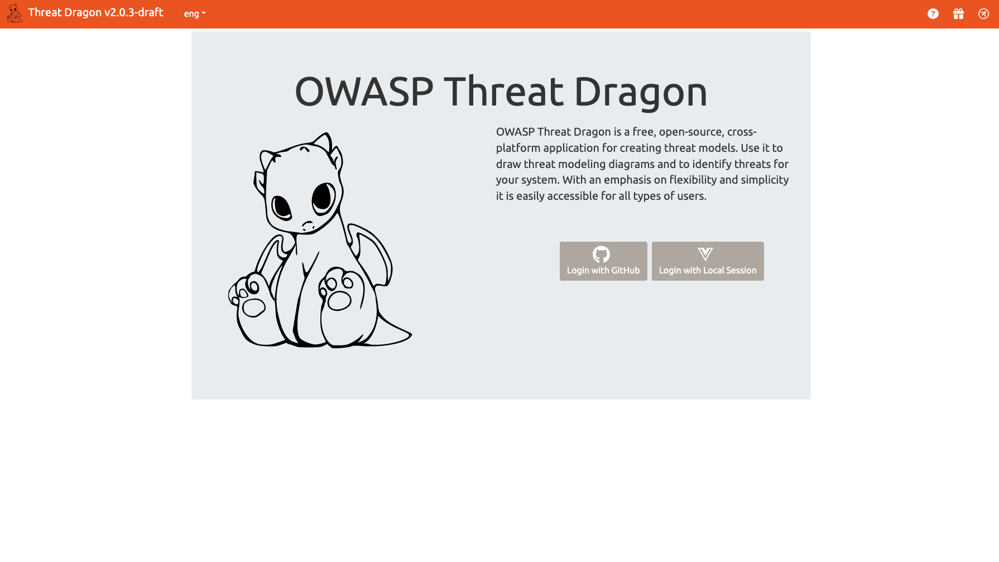 Threat Dragon v2.0.3-draft
eng
OWASP Threat Dragon
OWASP Threat Dragon is a free, open-source, cross-
platform application for creating threat models. Use it to
draw threat modeling diagrams and to identify threats for
your system. With an emphasis on flexibility and simplicity
it is easily accessible for all types of users.
Login with GitHub
Login with Local Session